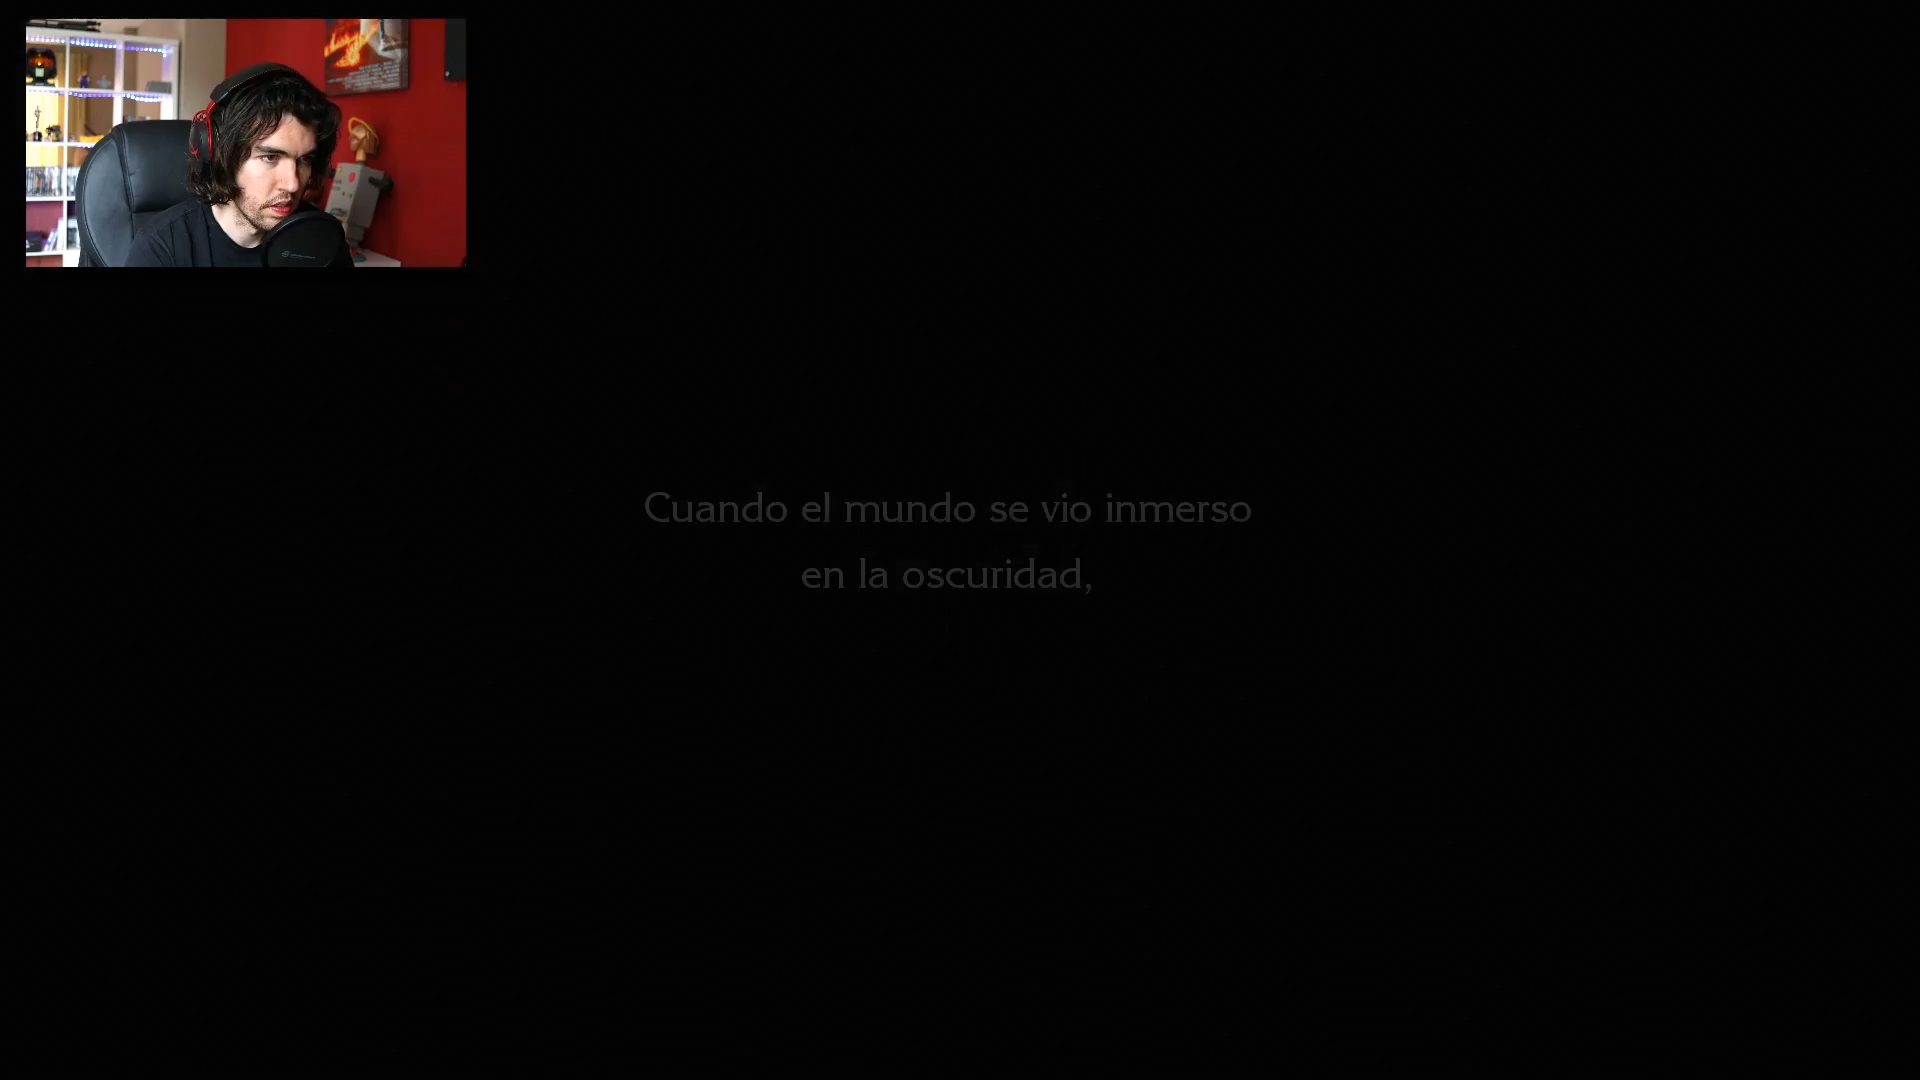 Cuando el mundo se vio inmerso
en la oscuridad,